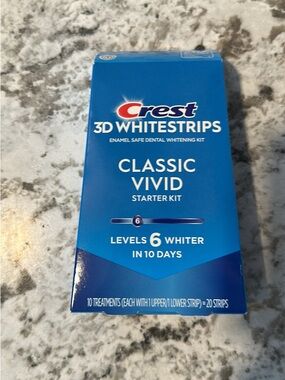 Crest
3D WHITESTRIPS
ENAMEL SAFE DENTAL WHITENING KIT
CLASSIC
VIVID
STARTER KIT
6
LEVELS 6 WHITER
IN 10 DAYS
10 TREATMENTS (EACH WITH 1 UPPER/1 LOWER STRIP) = 20 STRIPS